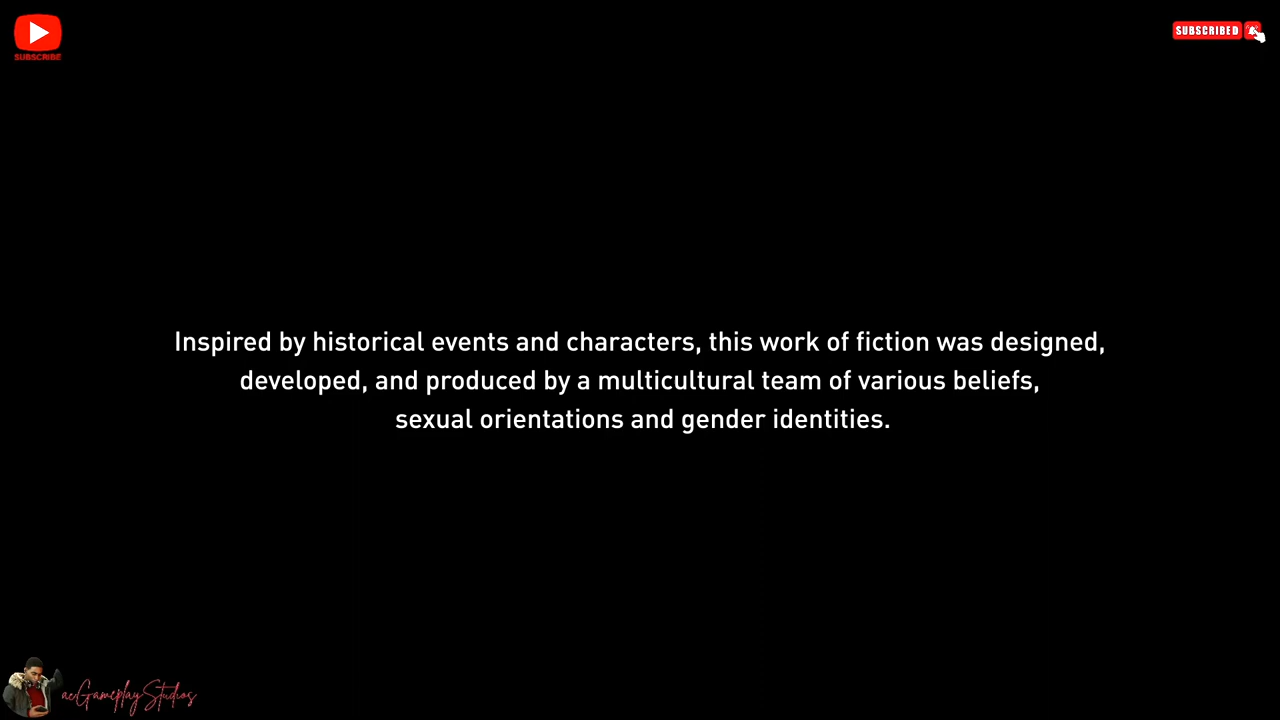 SUBSCRIBE
SUBSCRIBED
Inspired by historical events and characters, this work of fiction was designed,
developed, and produced by a multicultural team of various beliefs,
sexual orientations and gender identities.
acGameplayStudios